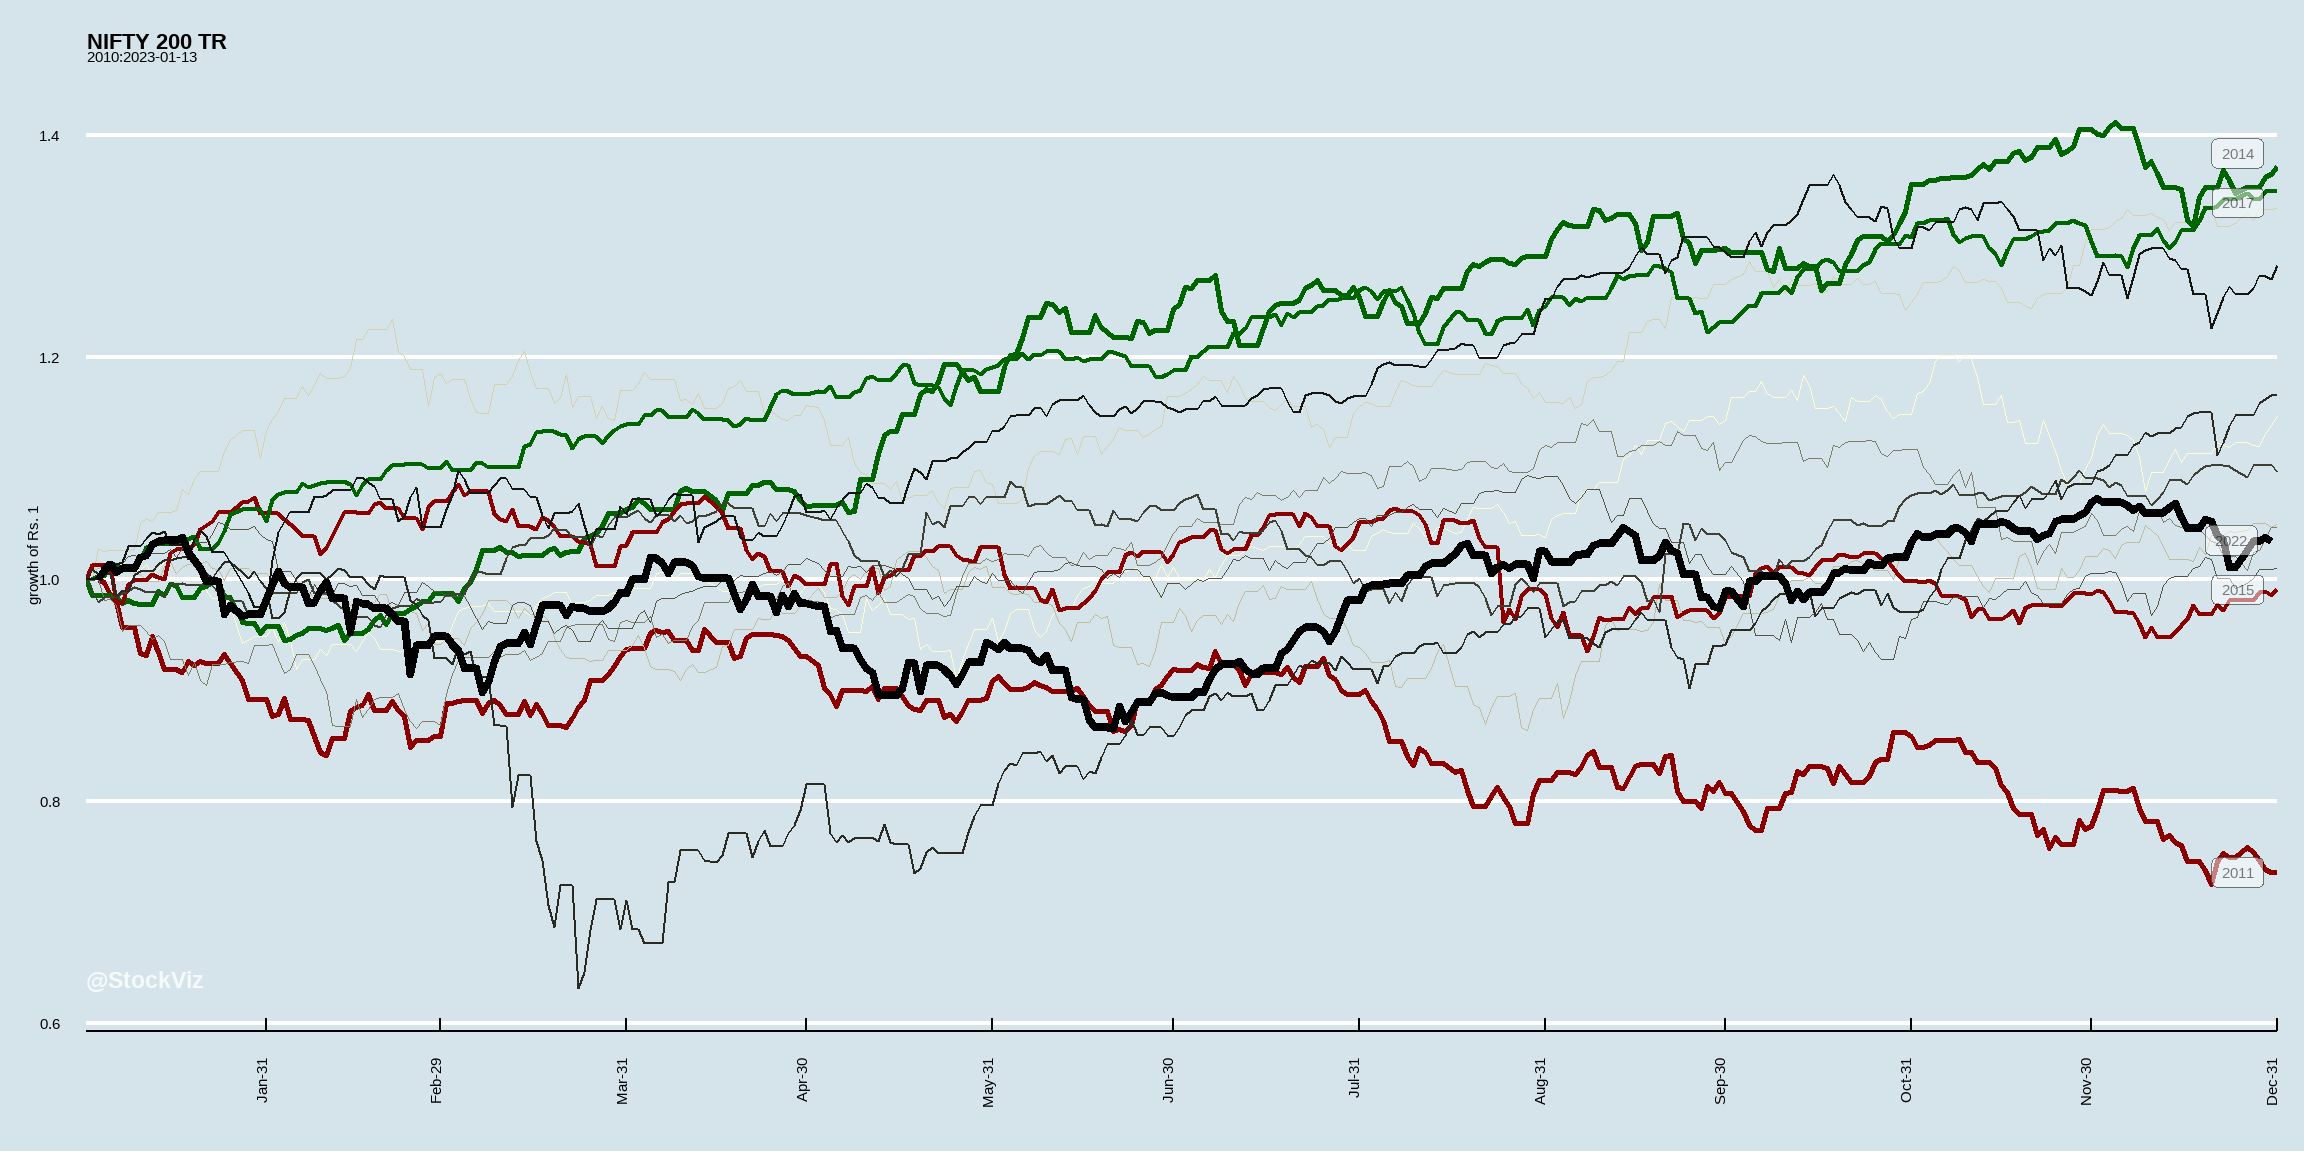 NIFTY 200 TR
2010:2023-01-13
1.4
1.2
1.0
0.8
0.6
growth of Rs. 1
2014
2017
2022
2015
2011
@StockViz
Jan-31
Feb-29
Mar-31
Apr-30
May-31
Jun-30
Jul-31
Aug-31
Sep-30
Oct-31
Nov-30
Dec-31